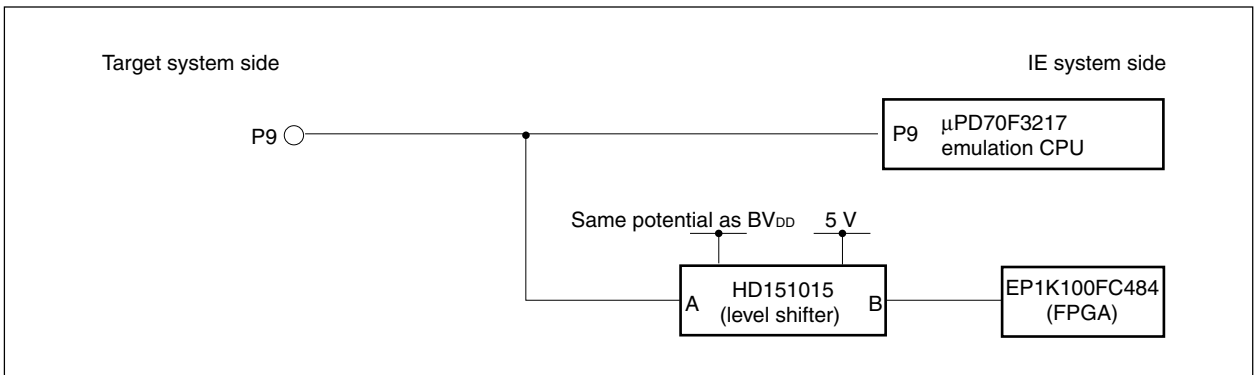 Target system side
IE system side
P9
P9
μPD70F3217
emulation CPU
Same potential as BVDD
5 V
A
HD151015
(level shifter)
B
EP1K100FC484
(FPGA)